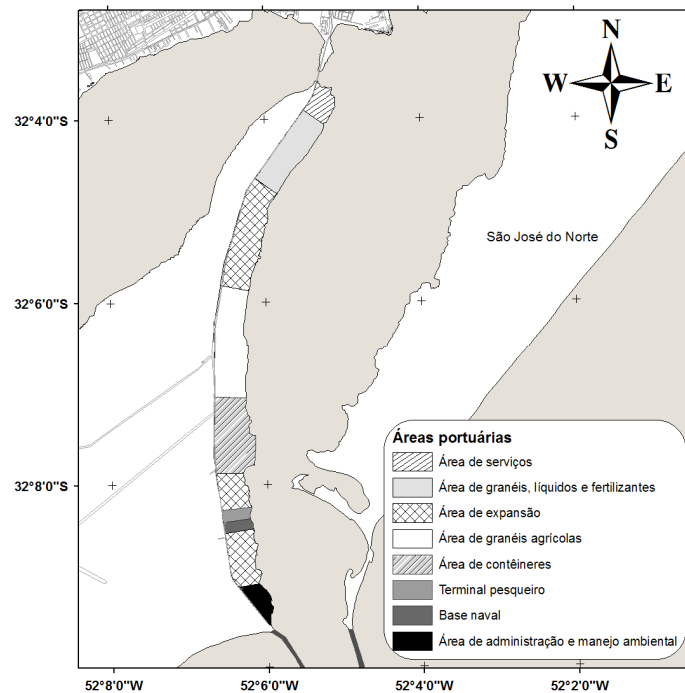 N
W E
S
32°4'0"S
São José do Norte
32°6'0"S
32°8'0"S
Áreas portuárias
Área de serviços
Área de granéis, líquidos e fertilizantes
Área de expansão
Área de granéis agrícolas
Área de contêineres
Terminal pesqueiro
Base naval
Área de administração e manejo ambiental
52°8'0"W 52°6'0"W 52°4'0"W 52°2'0"W